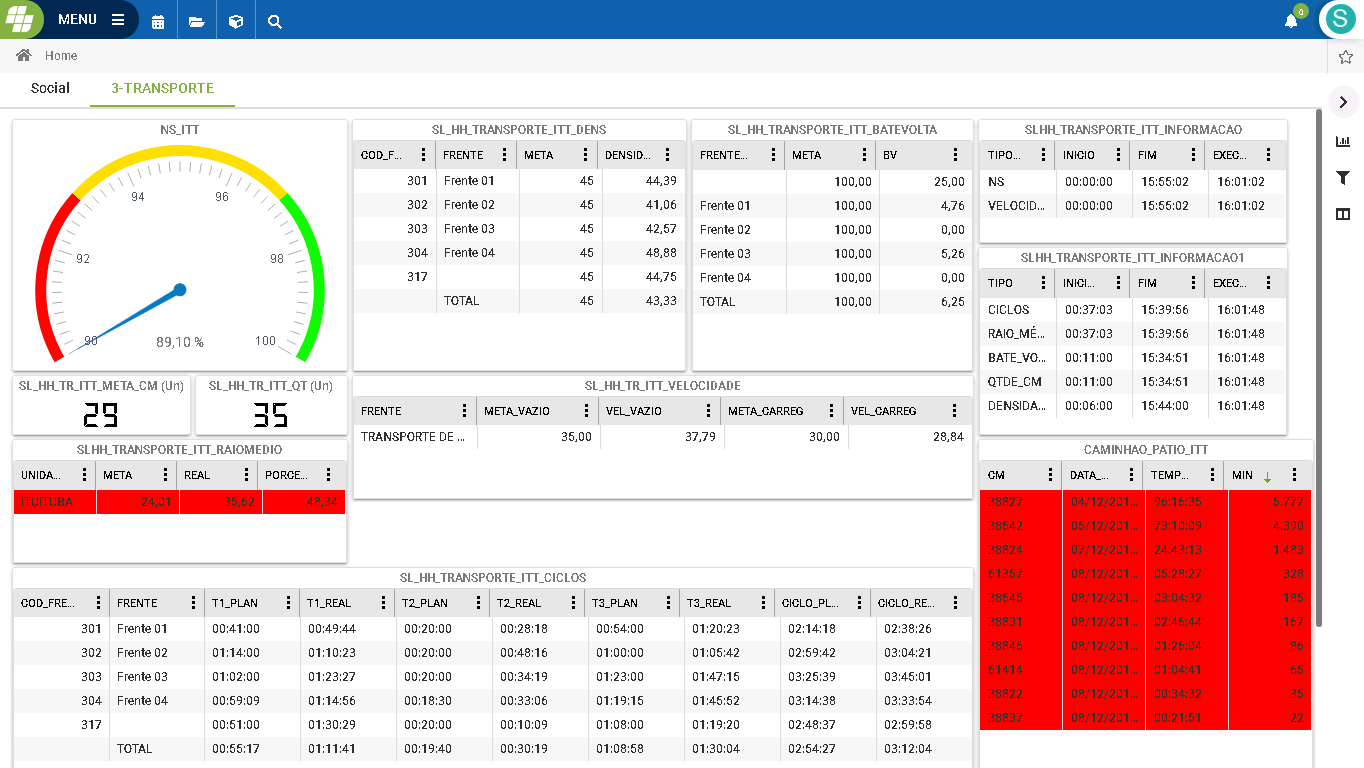 MENU
0
S
Home
Social 3-TRANSPORTE
NS_ITT
90 92 94 96 98 100
89,10 %
SL_HH_TR_ITT_META_CM (Un)
29
SL_HH_TR_ITT_QT (Un)
35
SLHH_TRANSPORTE_ITT_RAIOMEDIO
UNIDA... META REAL PORCE...
ITUITUBA 24,01 35,62 48,34
SL_HH_TRANSPORTE_ITT_DENS
COD_F... FRENTE META DENSID...
301 Frente 01 45 44,39
302 Frente 02 45 41,06
303 Frente 03 45 42,57
304 Frente 04 45 48,88
317 45 44,75
TOTAL 45 43,33
SL_HH_TRANSPORTE_ITT_BATEVOLTA
FRENTE... META BV
100,00 25,00
Frente 01 100,00 4,76
Frente 02 100,00 0,00
Frente 03 100,00 5,26
Frente 04 100,00 0,00
TOTAL 100,00 6,25
SL_HH_TR_ITT_VELOCIDADE
FRENTE META_VAZIO VEL_VAZIO META_CARREG VEL_CARREG
TRANSPORTE DE ... 35,00 37,79 30,00 28,84
SLHH_TRANSPORTE_ITT_INFORMACAO
TIPO... INICIO FIM EXEC...
NS 00:00:00 15:55:02 16:01:02
VELOCID... 00:00:00 15:55:02 16:01:02
SLHH_TRANSPORTE_ITT_INFORMACAO1
TIPO INICI... FIM EXEC...
CICLOS 00:37:03 15:39:56 16:01:48
RAIO_MÉ... 00:37:03 15:39:56 16:01:48
BATE_VO... 00:11:00 15:34:51 16:01:48
QTDE_CM 00:11:00 15:34:51 16:01:48
DENSIDA... 00:06:00 15:44:00 16:01:48
SL_HH_TRANSPORTE_ITT_CICLOS
COD_FRE... FRENTE T1_PLAN T1_REAL T2_PLAN T2_REAL T3_PLAN T3_REAL CICLO_PL... CICLO_RE...
301 Frente 01 00:41:00 00:49:44 00:20:00 00:28:18 00:54:00 01:20:23 02:14:18 02:38:26
302 Frente 02 01:14:00 01:10:23 00:20:00 00:48:16 01:00:00 01:05:42 02:59:42 03:04:21
303 Frente 03 01:02:00 01:23:27 00:20:00 00:34:19 01:23:00 01:47:15 03:25:39 03:45:01
304 Frente 04 00:59:09 01:14:56 00:18:30 00:33:06 01:19:15 01:45:52 03:14:38 03:33:54
317 00:51:00 01:30:29 00:20:00 00:10:09 01:08:00 01:19:20 02:48:37 02:59:58
TOTAL 00:55:17 01:11:41 00:19:40 00:30:19 01:08:58 01:30:04 02:54:27 03:12:04
CAMINHAO_PATIO_ITT
CM DATA_... TEMP... MIN
38827 04/12/201... 96:16:35 5.777
38542 05/12/201... 73:10:09 4.390
38824 07/12/201... 24:43:13 1.483
61357 08/12/201... 05:28:27 328
38545 08/12/201... 03:04:32 185
38831 08/12/201... 02:46:44 167
38846 08/12/201... 01:26:04 86
61414 08/12/201... 01:04:41 65
38822 08/12/201... 00:34:32 35
38837 08/12/201... 00:21:51 22